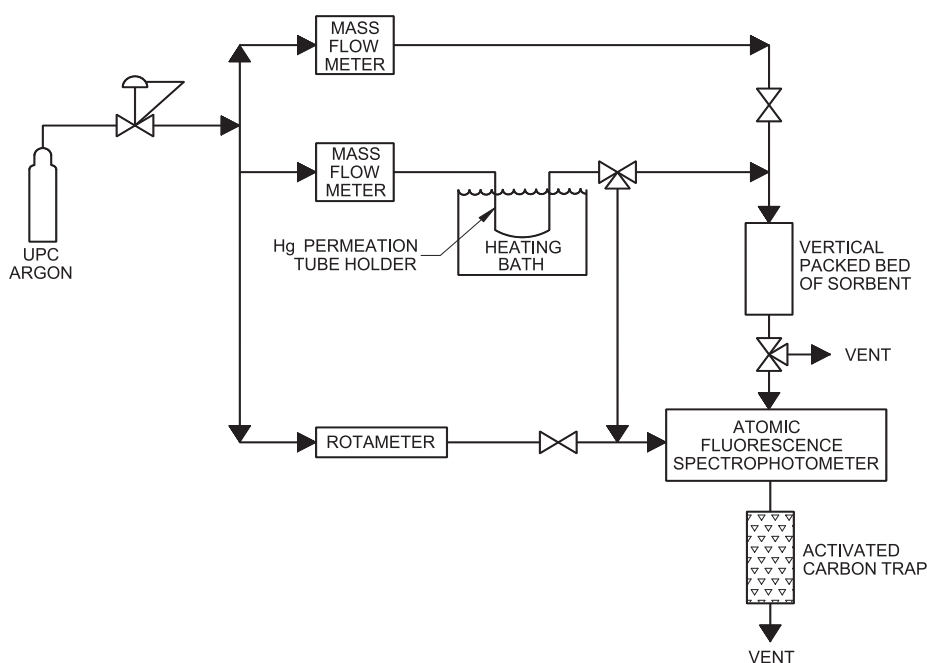 MASS
FLOW
METER
MASS
FLOW
METER
Hg PERMEATION
TUBE HOLDER
HEATING
BATH
UPC
ARGON
VERTICAL
PACKED BED
OF SORBENT
VENT
ROTAMETER
ATOMIC
FLUORESCENCE
SPECTROPHOTOMETER
ACTIVATED
CARBON TRAP
VENT